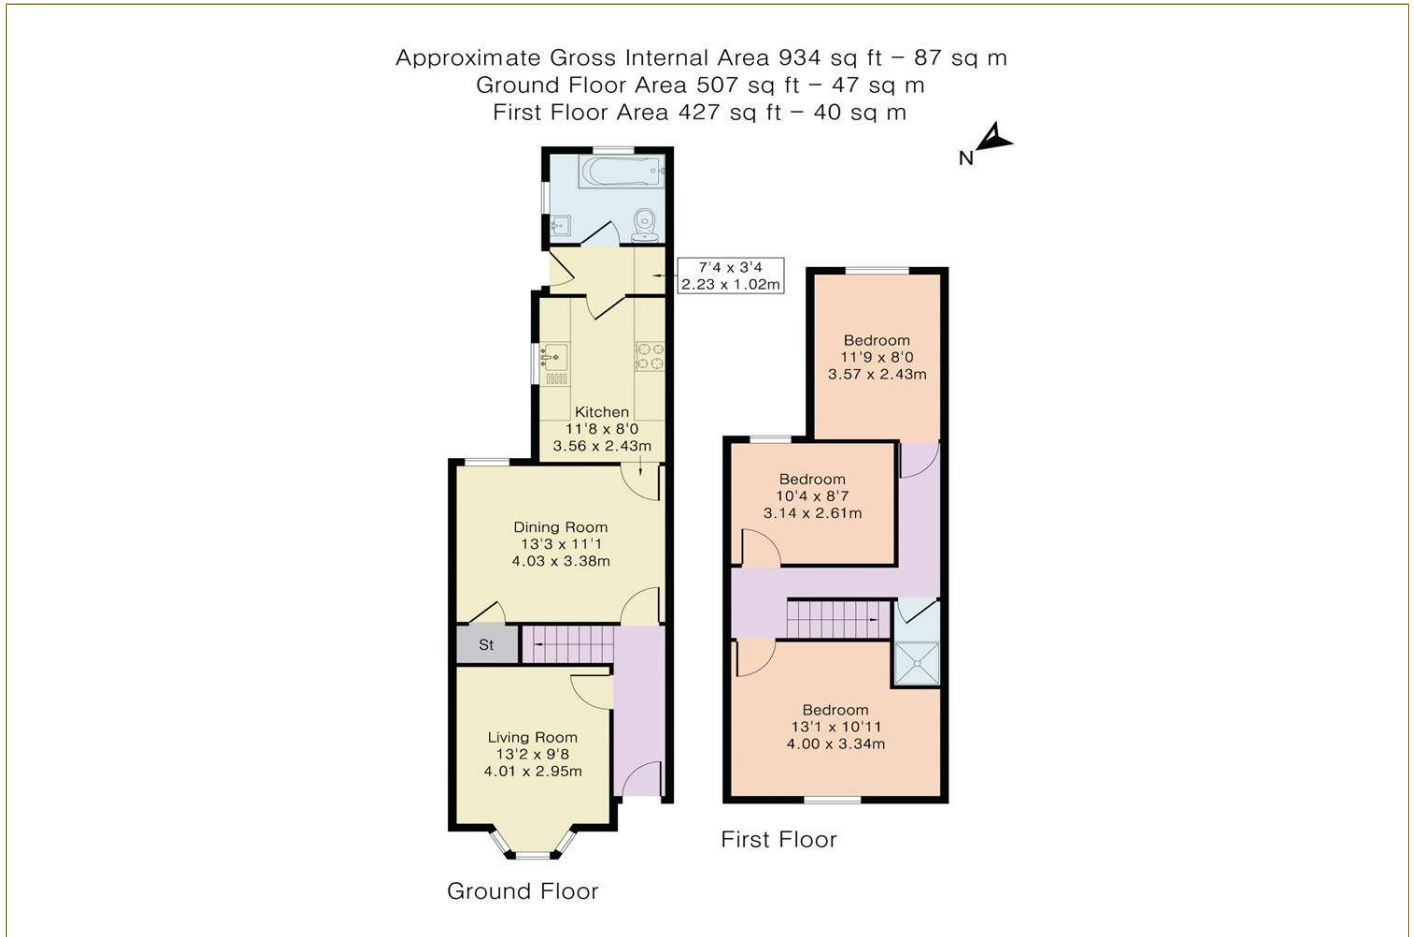 Approximate Gross Internal Area 934 sq ft – 87 sq m
Ground Floor Area 507 sq ft – 47 sq m
First Floor Area 427 sq ft – 40 sq m
N
7'4 x 3'4
2.23 x 1.02m
Kitchen
11'8 x 8'0
3.56 x 2.43m
Dining Room
13'3 x 11'1
4.03 x 3.38m
St
Living Room
13'2 x 9'8
4.01 x 2.95m
Ground Floor
Bedroom
11'9 x 8'0
3.57 x 2.43m
Bedroom
10'4 x 8'7
3.14 x 2.61m
Bedroom
13'1 x 10'11
4.00 x 3.34m
First Floor